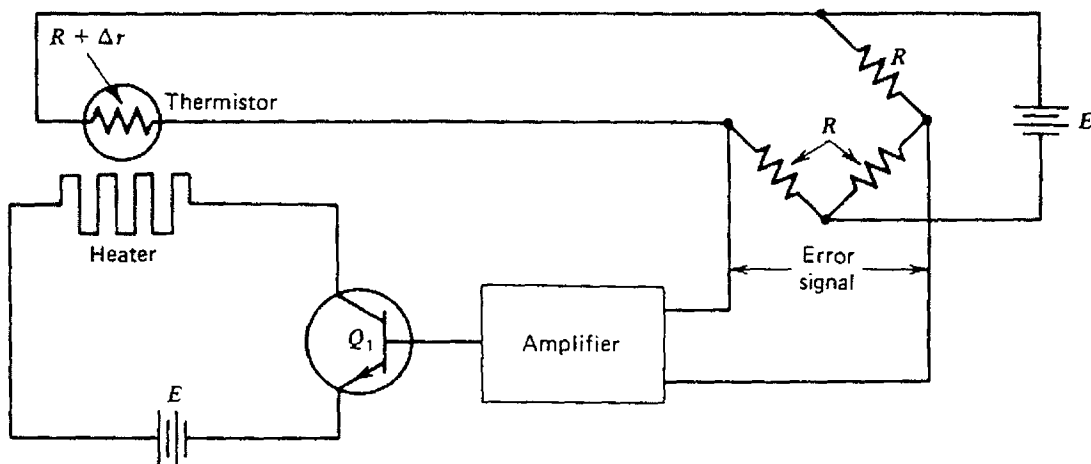 R + Δr
Thermistor
R
R
E
Heater
Error
signal
Q1
Amplifier
E